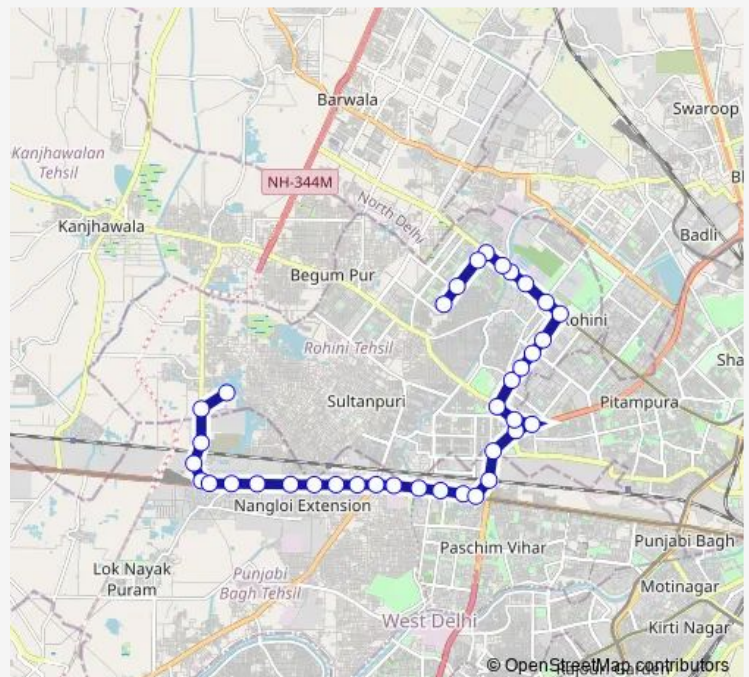 Barwala
Swaroop
Kanjhawalan
Tehsil
NH-344M
North Delhi
Kanjhawala
Badli
Begum Pur
Rohini
Rohini Tehsil
Sha
Sultanpuri
Pitampura
Nangloi Extension
Paschim Vihar
Punjabi Bagh
Lok Nayak
Puram
Punjabi
Bagh Tehsil
Motinagar
West Delhi
Kirti Nagar
© OpenStreetMap contributors